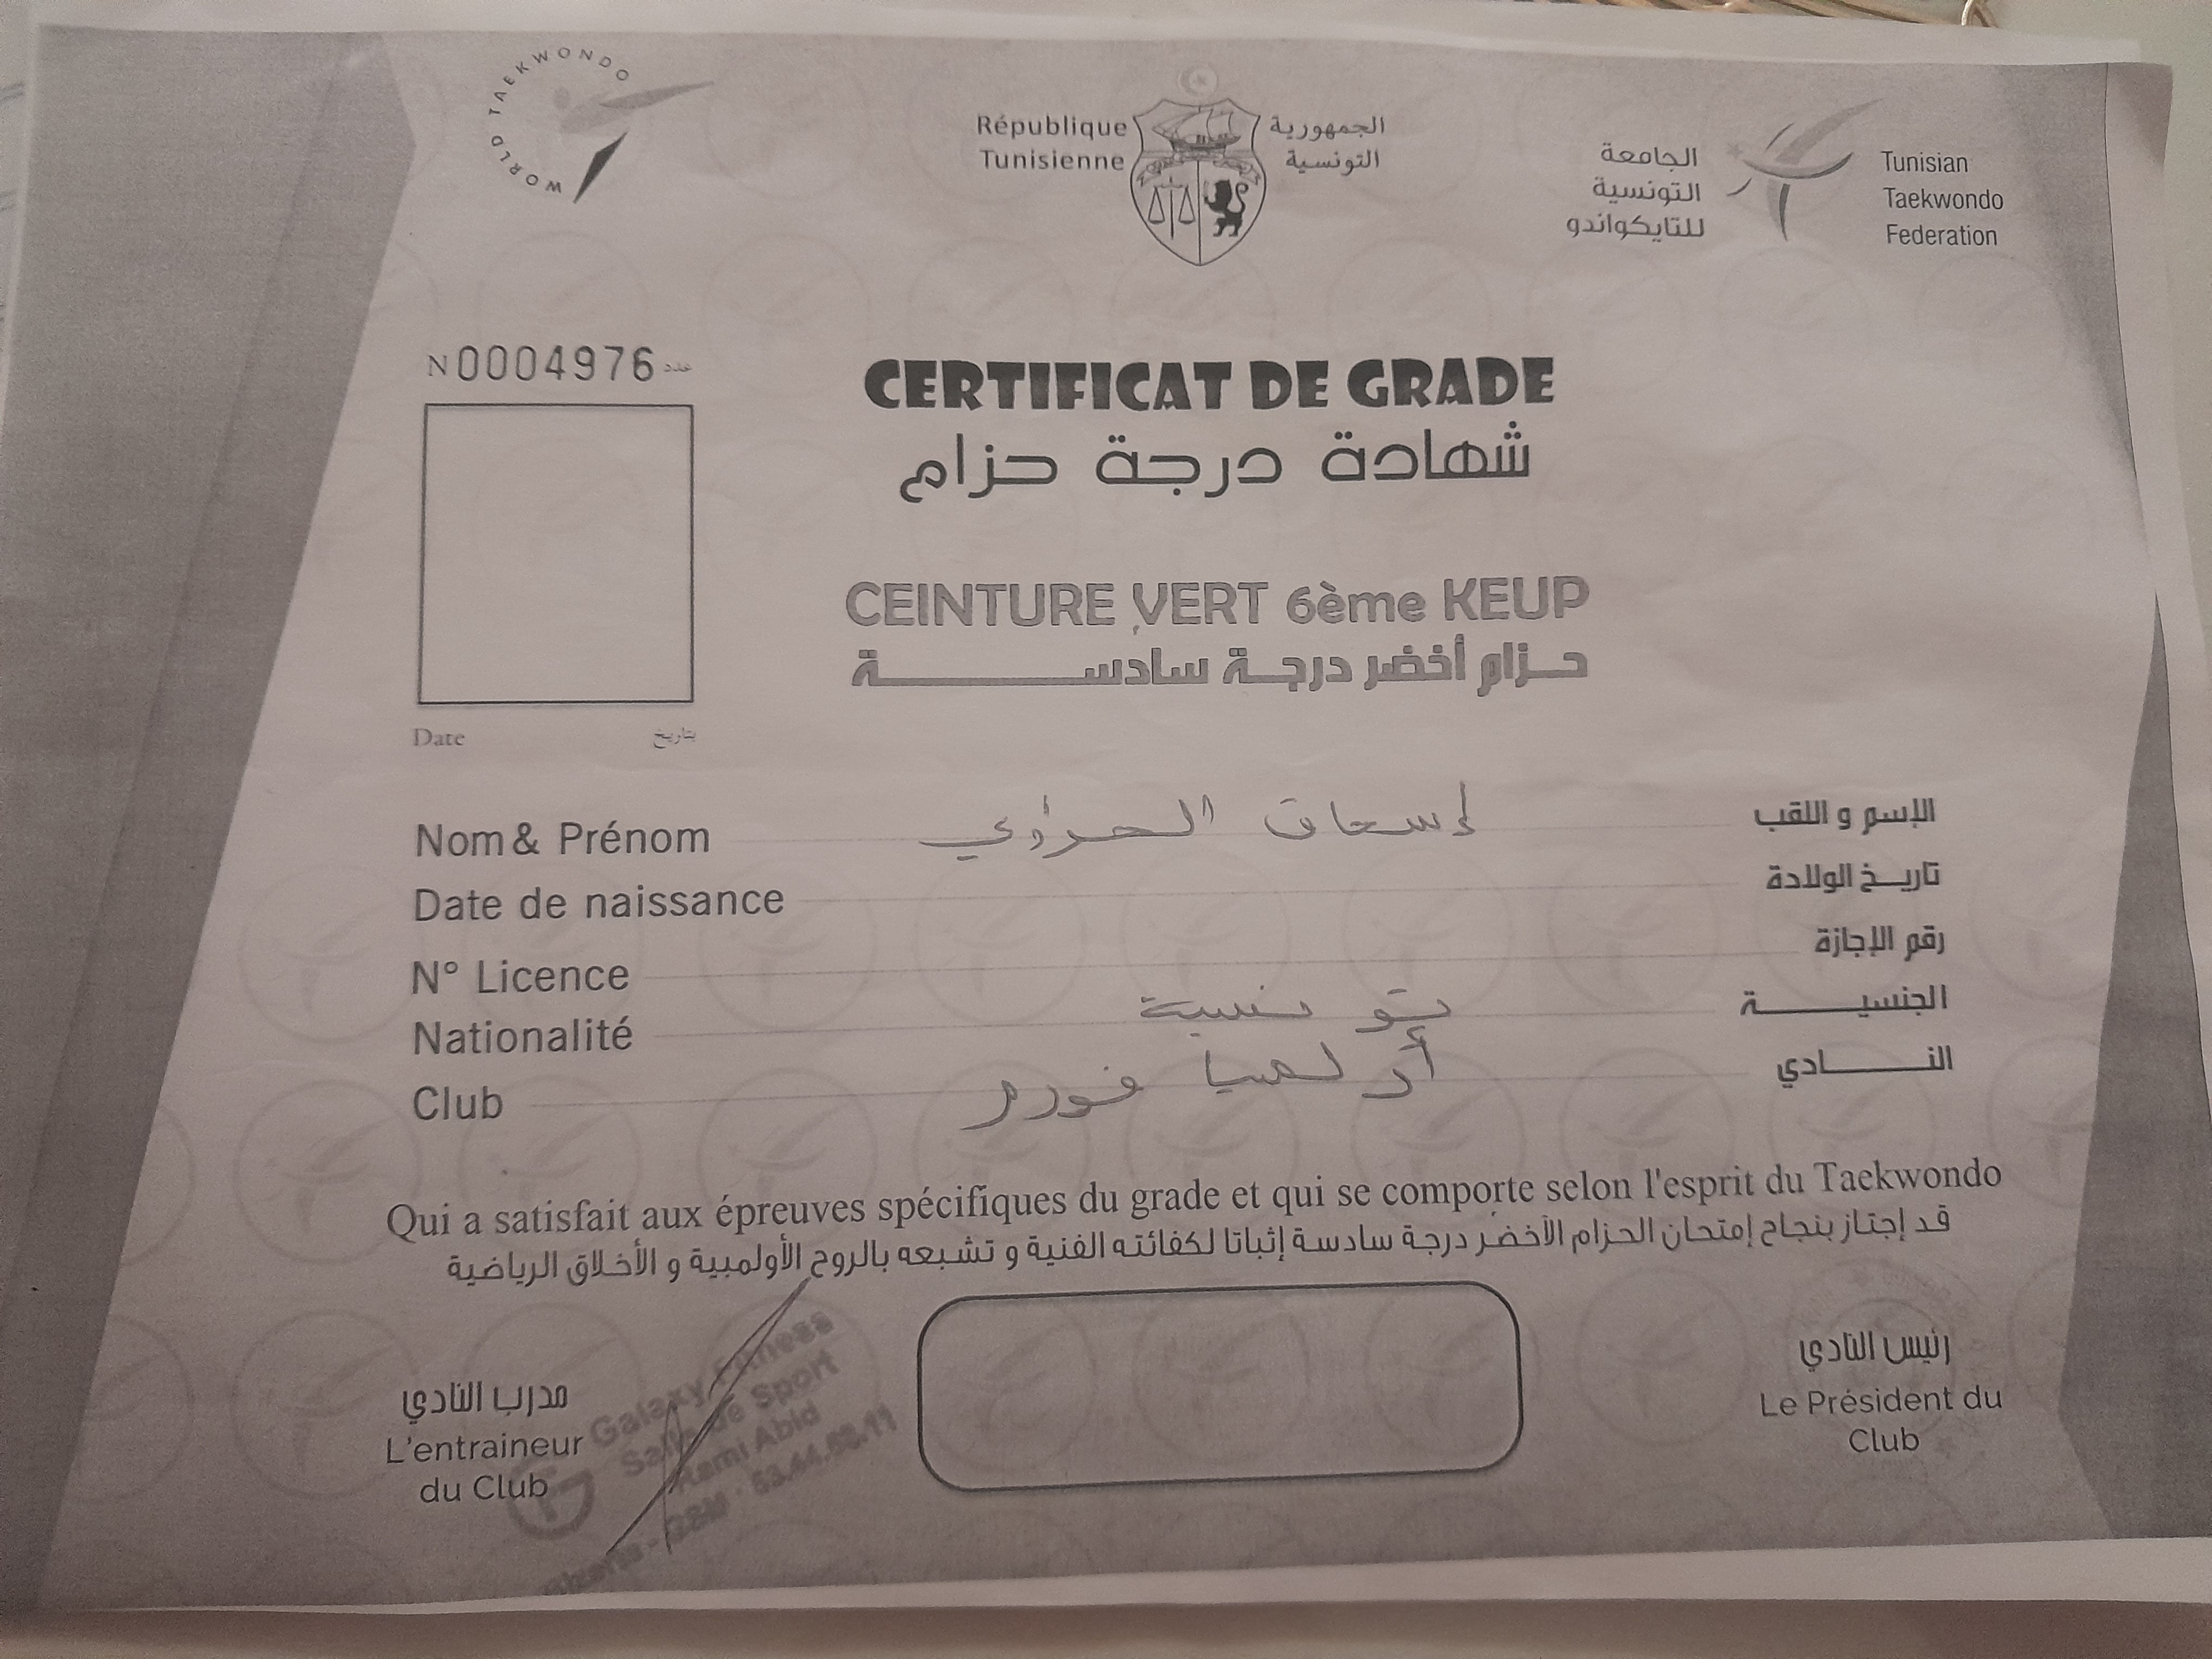 WORLD TAEKWONDO
République
Tunisienne
الجمهورية
التونسية
الجامعة
التونسية
للتايكواندو
Tunisian
Taekwondo
Federation
N 0004976 عدد
CERTIFICAT DE GRADE
شهادة درجة حزام
CEINTURE VERT 6ème KEUP
حزام أخضر درجة سادسة
Date بتاريخ
Nom & Prénom إسحاق الحراوي الإسم و اللقب
Date de naissance تاريخ الولادة
N° Licence رقم الإجازة
Nationalité تونسية الجنسية
Club فورم النادي
Qui a satisfait aux épreuves spécifiques du grade et qui se comporte selon l'esprit du Taekwondo
قد إجتاز بنجاح إمتحان الحزام الأخضر درجة سادسة إثباتا لكفائته الفنية و تشبعه بالروح الأولمبية و الأخلاق الرياضية
مدرب النادي
L'entraineur
du Club
Galaxy Fitness
Salle de Sport
Rami Abid
رئيس النادي
Le Président du
Club